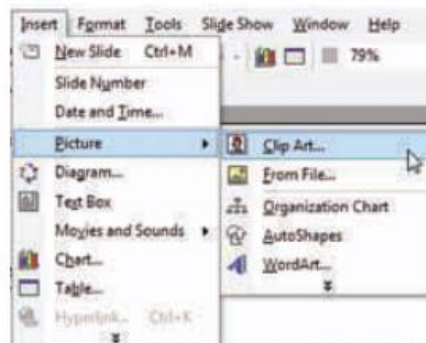 Insert Format Tools Slide Show Window Help
New Slide Ctrl+M
79%
Slide Number
Date and Time...
Picture
Clip Art...
Diagram...
From File...
Text Box
Organization Chart
Movies and Sounds
AutoShapes
Chart...
WordArt...
Table...
Hyperlink... Ctrl+K